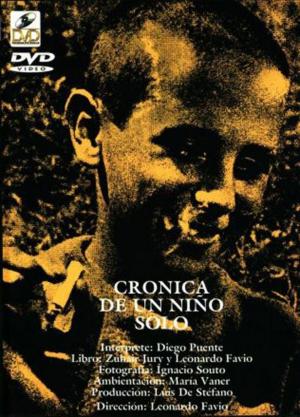 DVD
DVD
VIDEO
CRONICA
DE UN NIÑO
SOLO
Interprete: Diego Puente
Libro: Zuhair Jury y Leonardo Favio
Fotografia: Ignacio Souto
Ambientación: María Vaner
Producción: Luis De Stefano
Direccion: Leonardo Favio